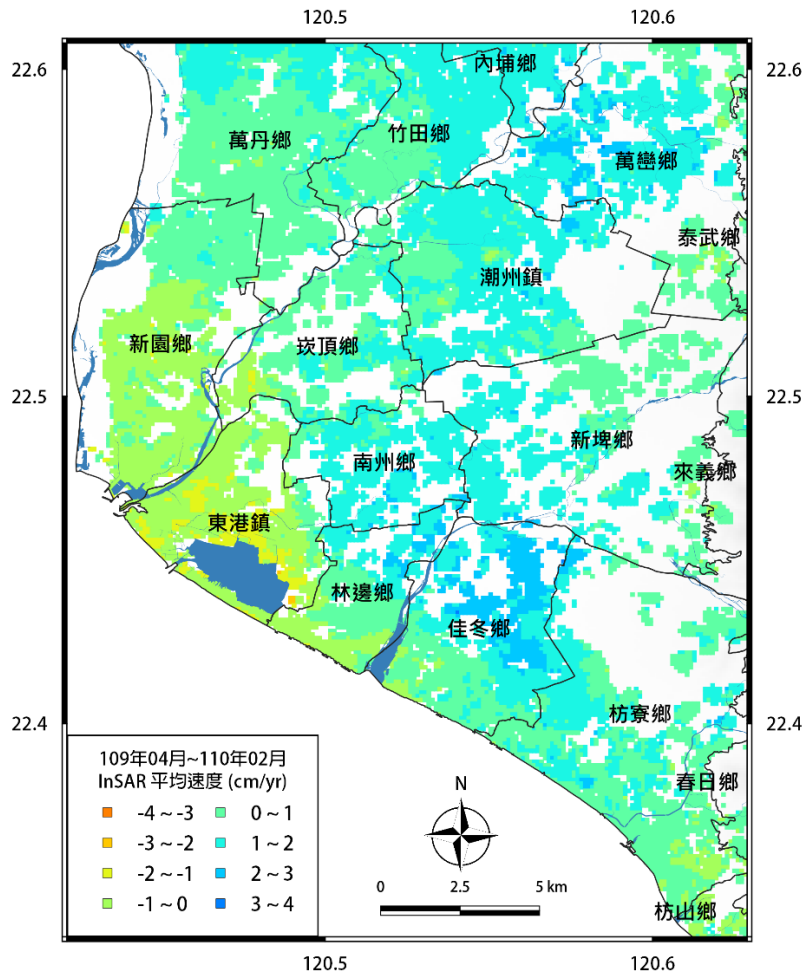 120.5 120.6
22.6 22.6
內埔鄉
竹田鄉
萬丹鄉
萬巒鄉
泰武鄉
潮州鎮
新園鄉
崁頂鄉
22.5 22.5
新埤鄉
南州鄉
來義鄉
東港鎮
林邊鄉
佳冬鄉
枋寮鄉
22.4 22.4
春日鄉
枋山鄉
109年04月~110年02月
InSAR 平均速度 (cm/yr)
-4 ~ -3 0 ~ 1
-3 ~ -2 1 ~ 2
-2 ~ -1 2 ~ 3
-1 ~ 0 3 ~ 4
N
0 2.5 5 km
120.5 120.6